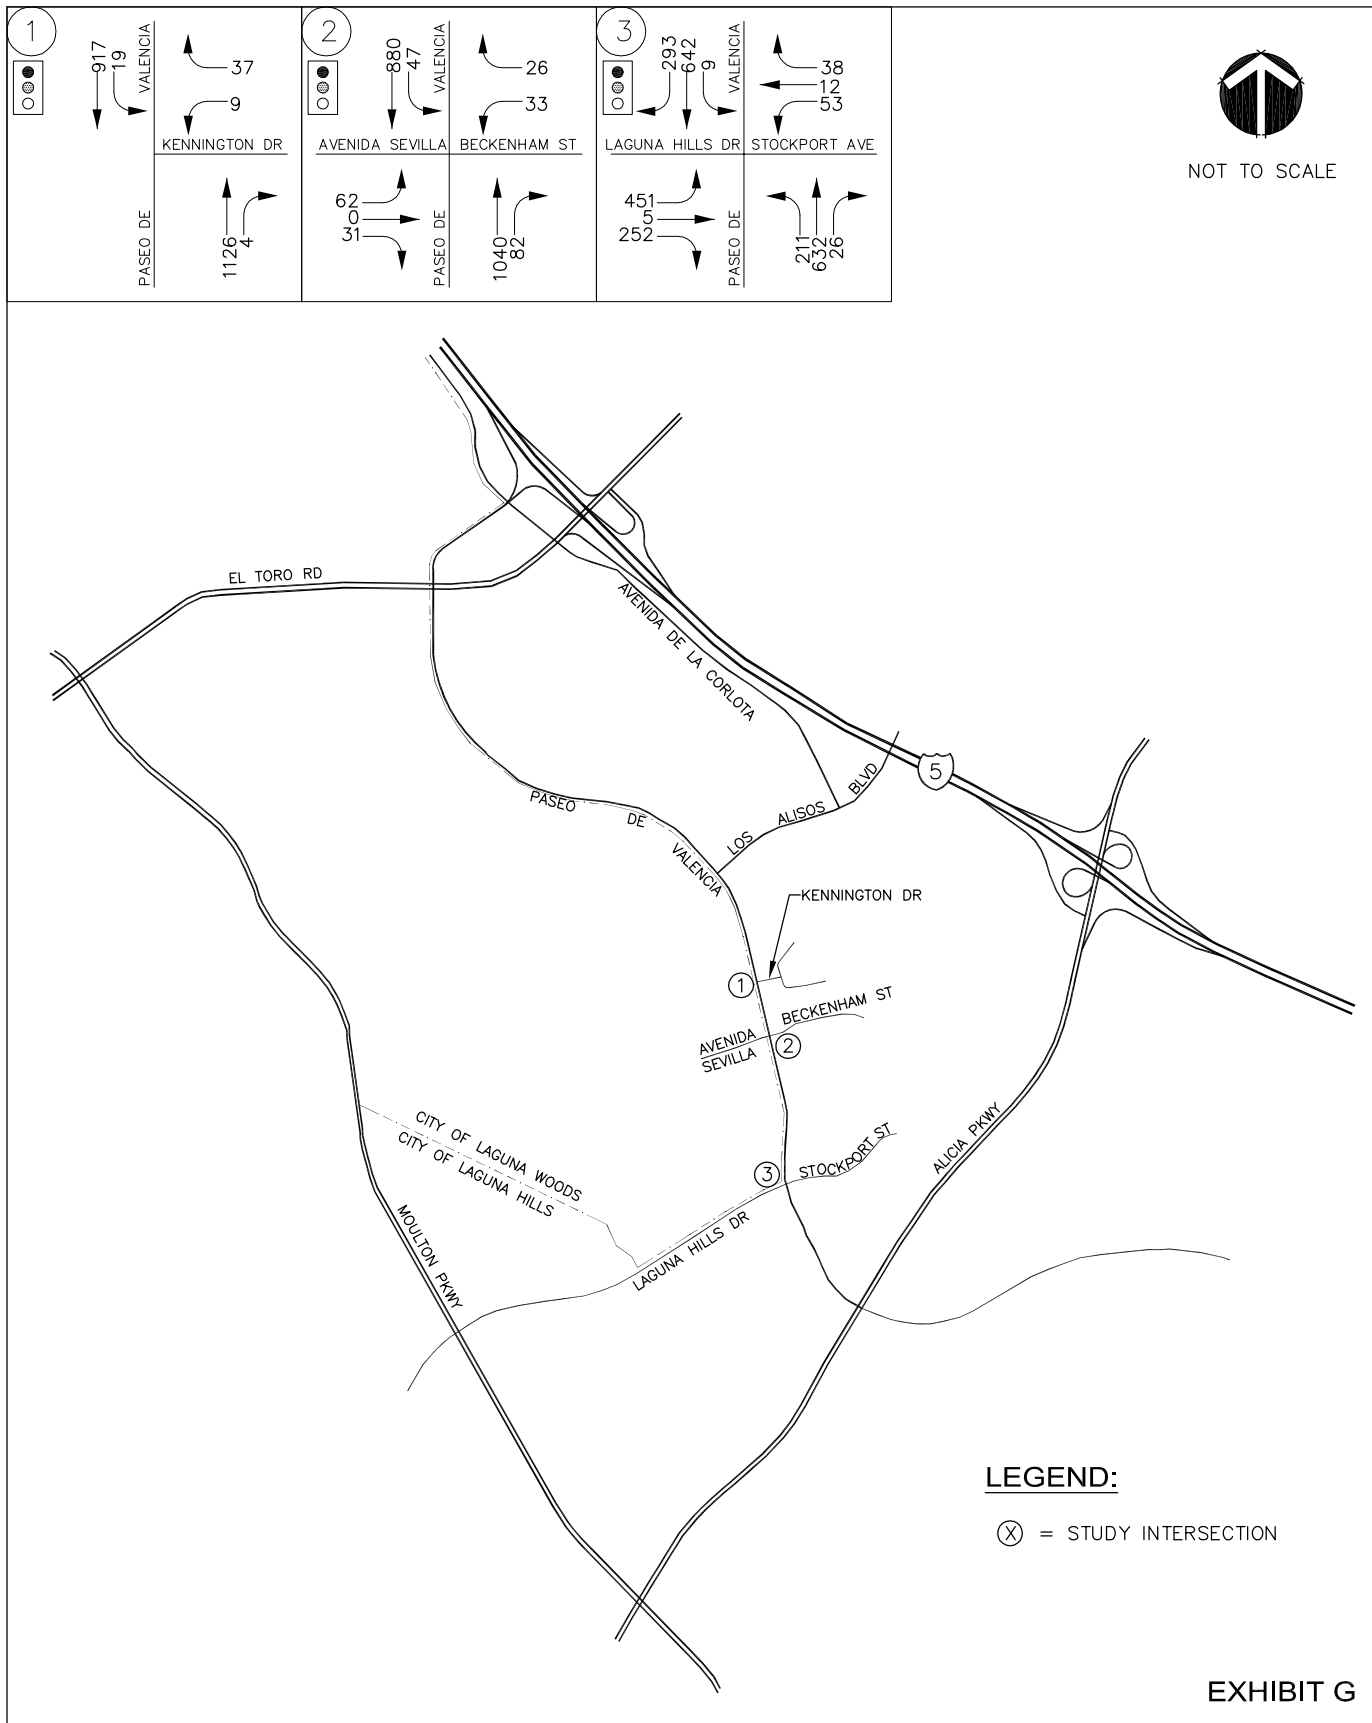 1
917
19
VALENCIA
37
9
KENNINGTON DR
PASEO DE
1126
4
2
880
47
VALENCIA
26
33
AVENIDA SEVILLA
BECKENHAM ST
62
0
31
PASEO DE
1040
82
3
293
642
9
VALENCIA
38
12
53
LAGUNA HILLS DR
STOCKPORT AVE
451
5
252
PASEO DE
211
632
26
NOT TO SCALE
EL TORO RD
AVENIDA DE LA CORLOTA
5
PASEO DE VALENCIA
LOS ALISOS BLVD
KENNINGTON DR
1
BECKENHAM ST
AVENIDA
SEVILLA
2
CITY OF LAGUNA WOODS
CITY OF LAGUNA HILLS
3
STOCKPORT ST
ALICIA PKWY
MOULTON PKWY
LAGUNA HILLS DR
LEGEND:
X = STUDY INTERSECTION
EXHIBIT G